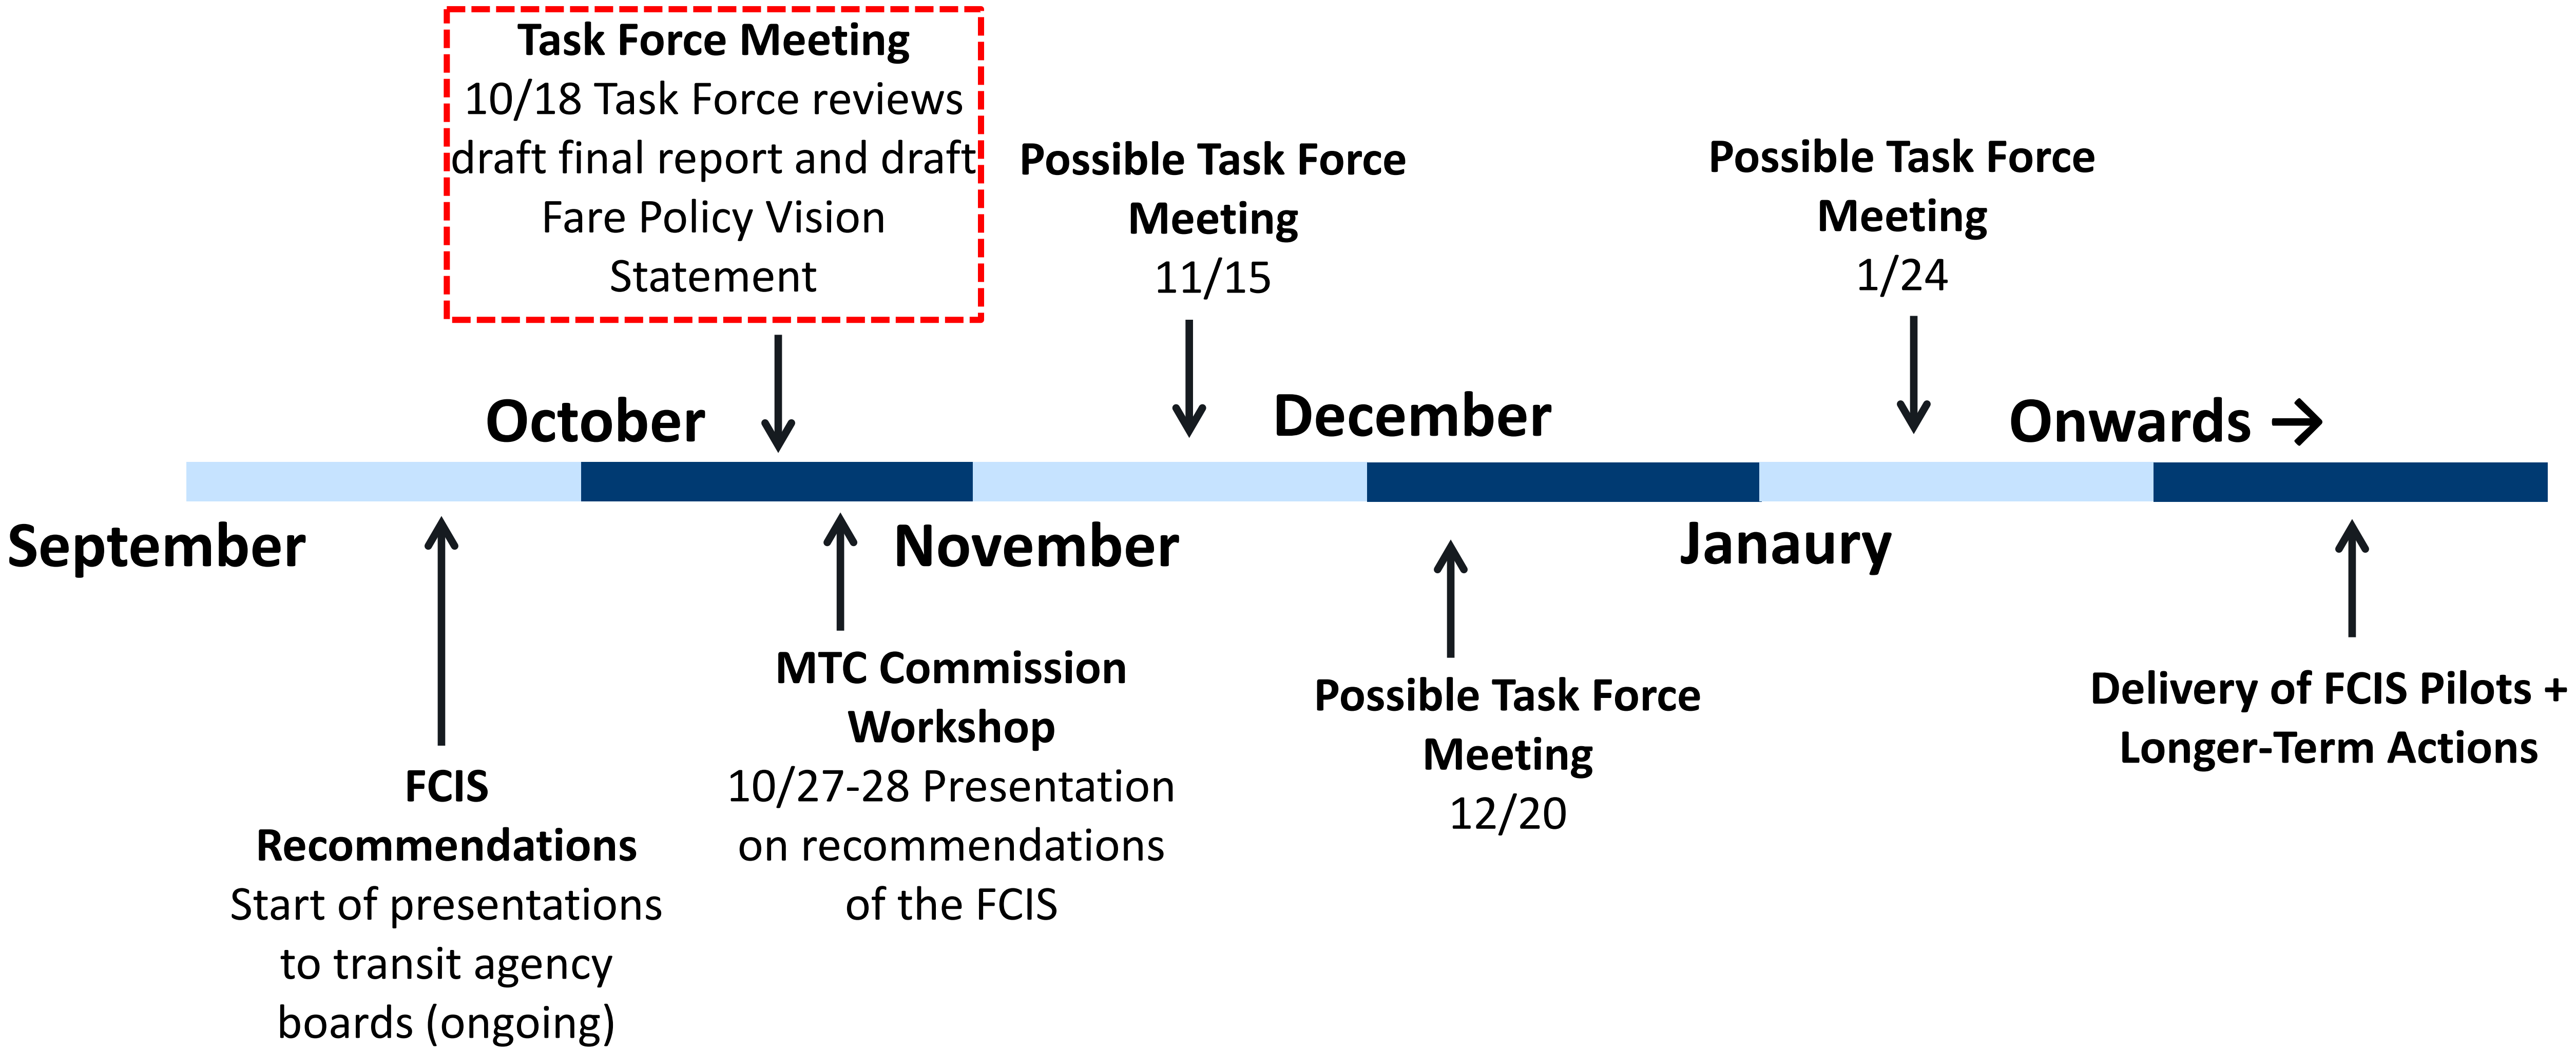 Task Force Meeting
10/18 Task Force reviews
draft final report and draft
Fare Policy Vision
Statement
Possible Task Force
Meeting
11/15
Possible Task Force
Meeting
1/24
October
December
Onwards →
September
November
Janaury
FCIS
Recommendations
Start of presentations
to transit agency
boards (ongoing)
MTC Commission
Workshop
10/27-28 Presentation
on recommendations
of the FCIS
Possible Task Force
Meeting
12/20
Delivery of FCIS Pilots +
Longer-Term Actions